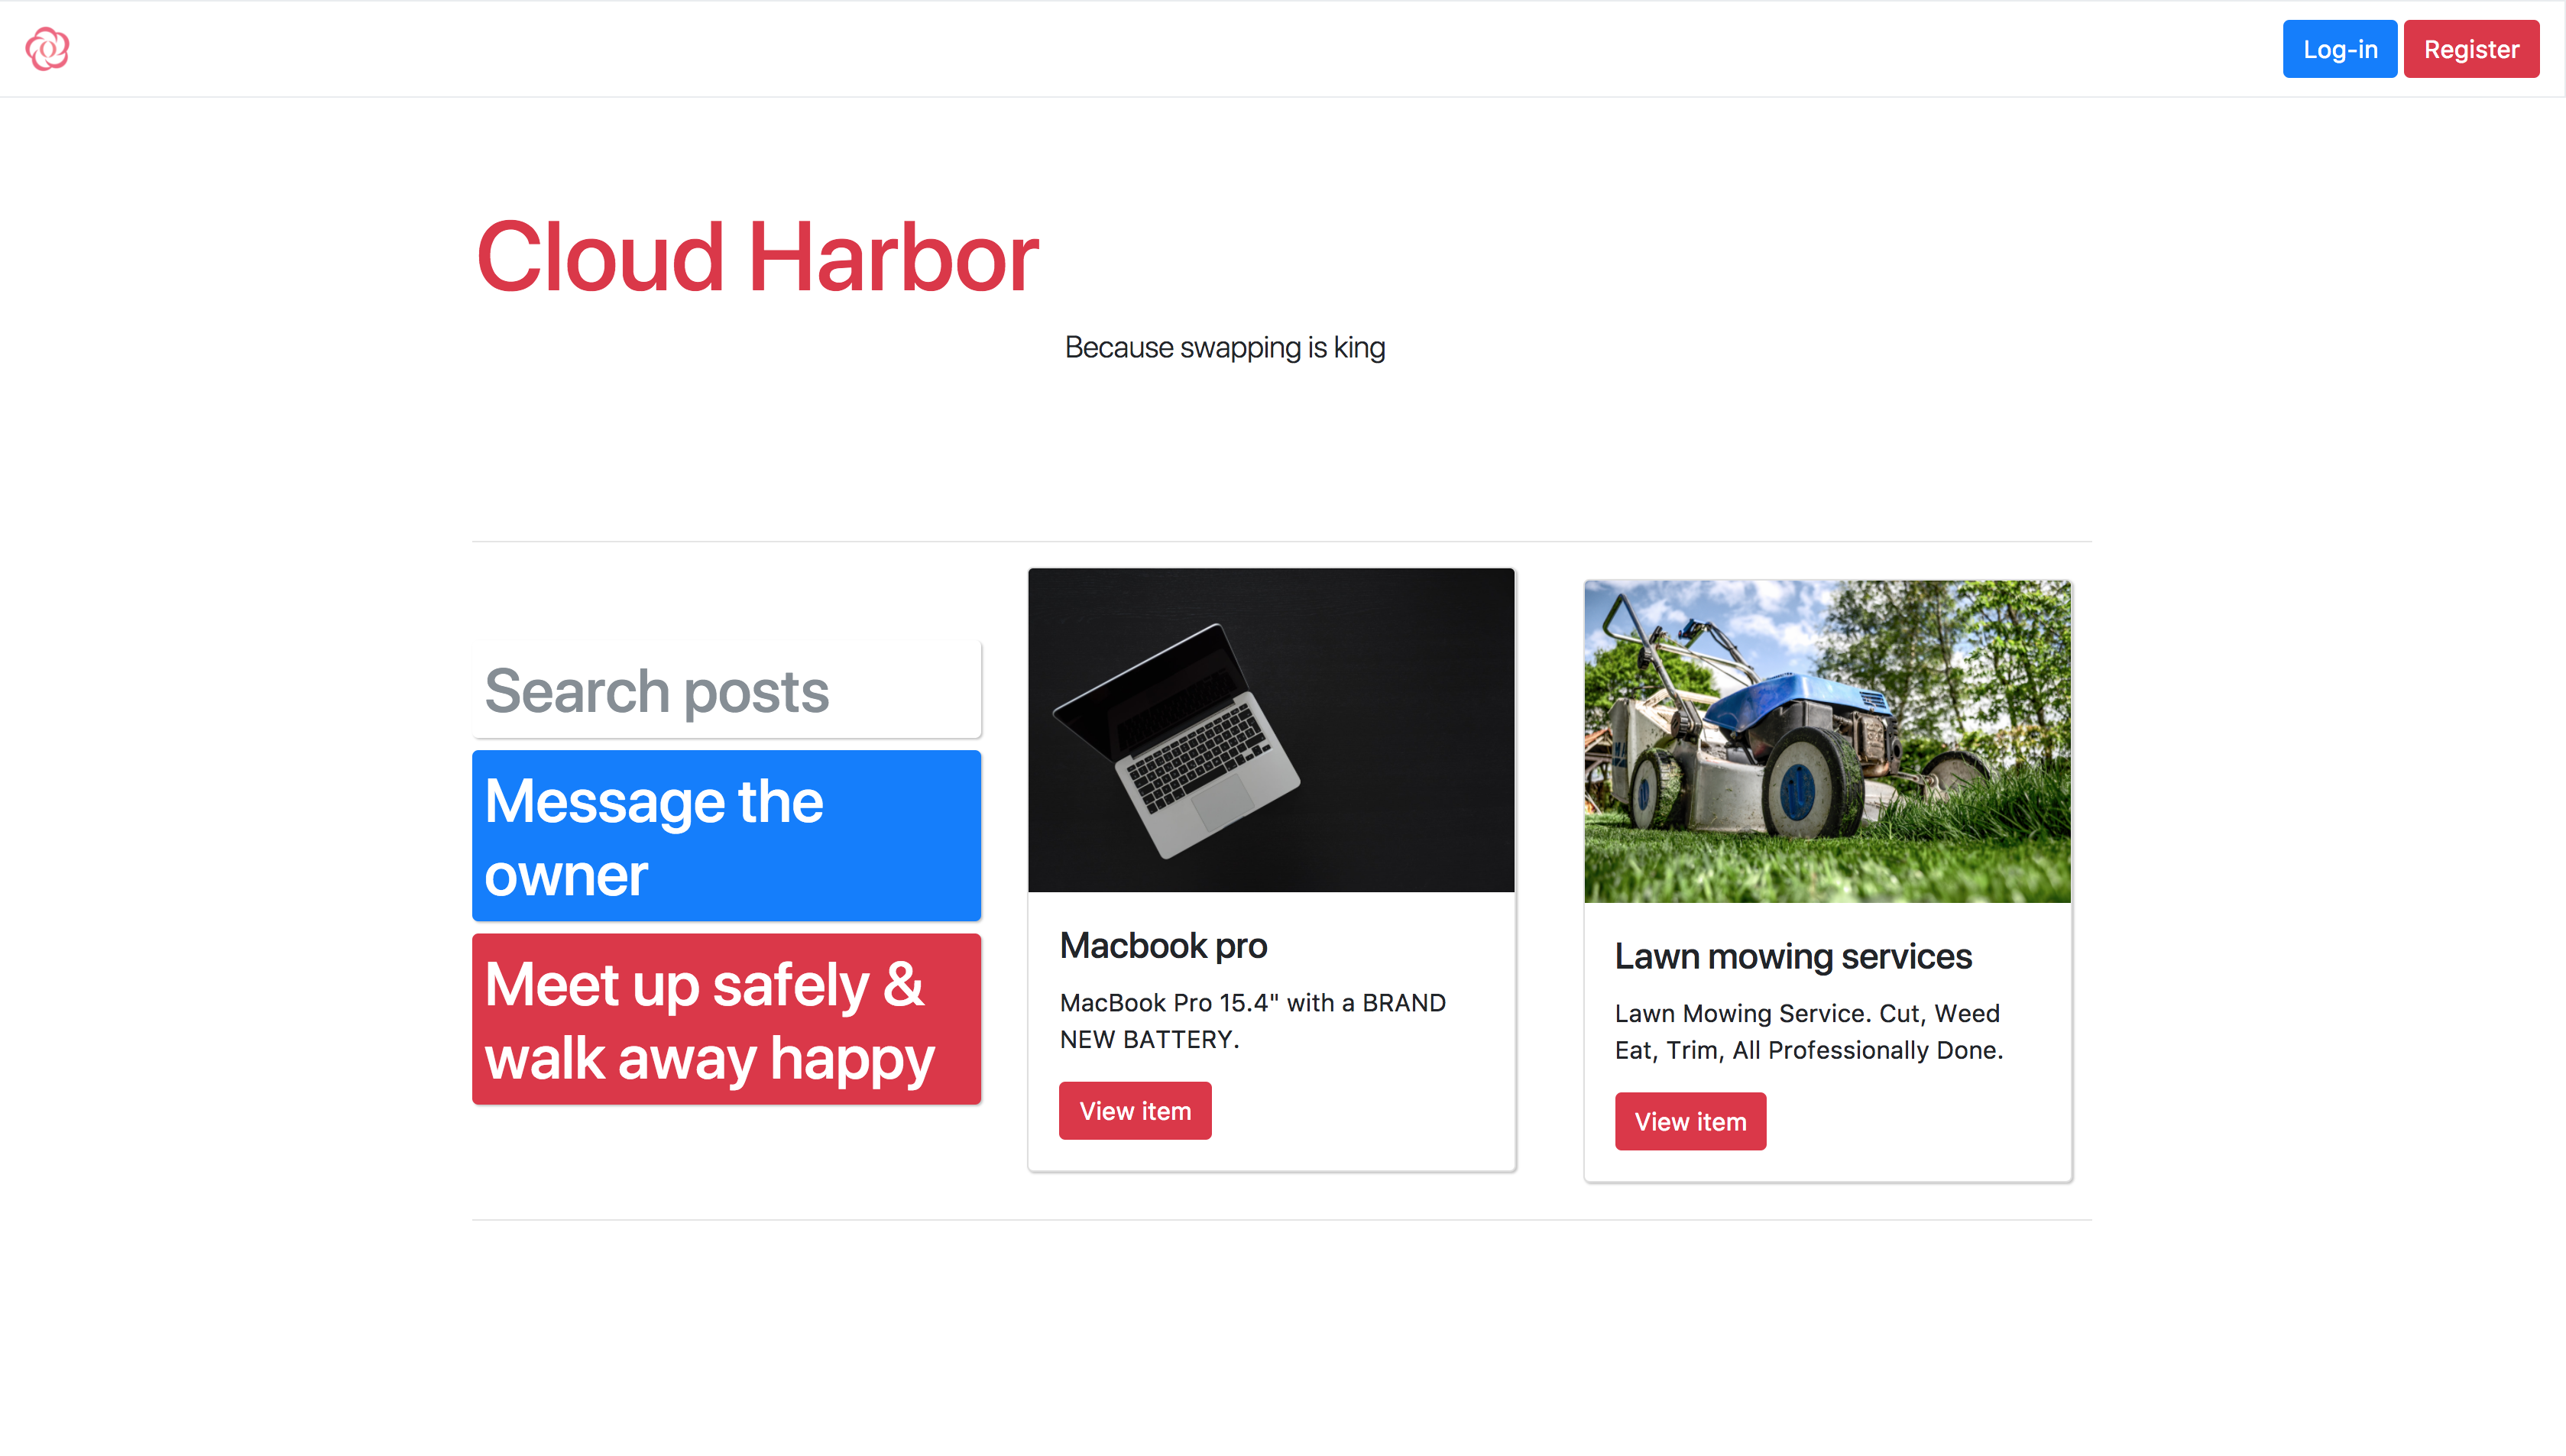 Log-in Register
Cloud Harbor
Because swapping is king
Search posts
Message the
owner
Meet up safely &
walk away happy
Macbook pro
MacBook Pro 15.4" with a BRAND
NEW BATTERY.
View item
Lawn mowing services
Lawn Mowing Service. Cut, Weed
Eat, Trim, All Professionally Done.
View item